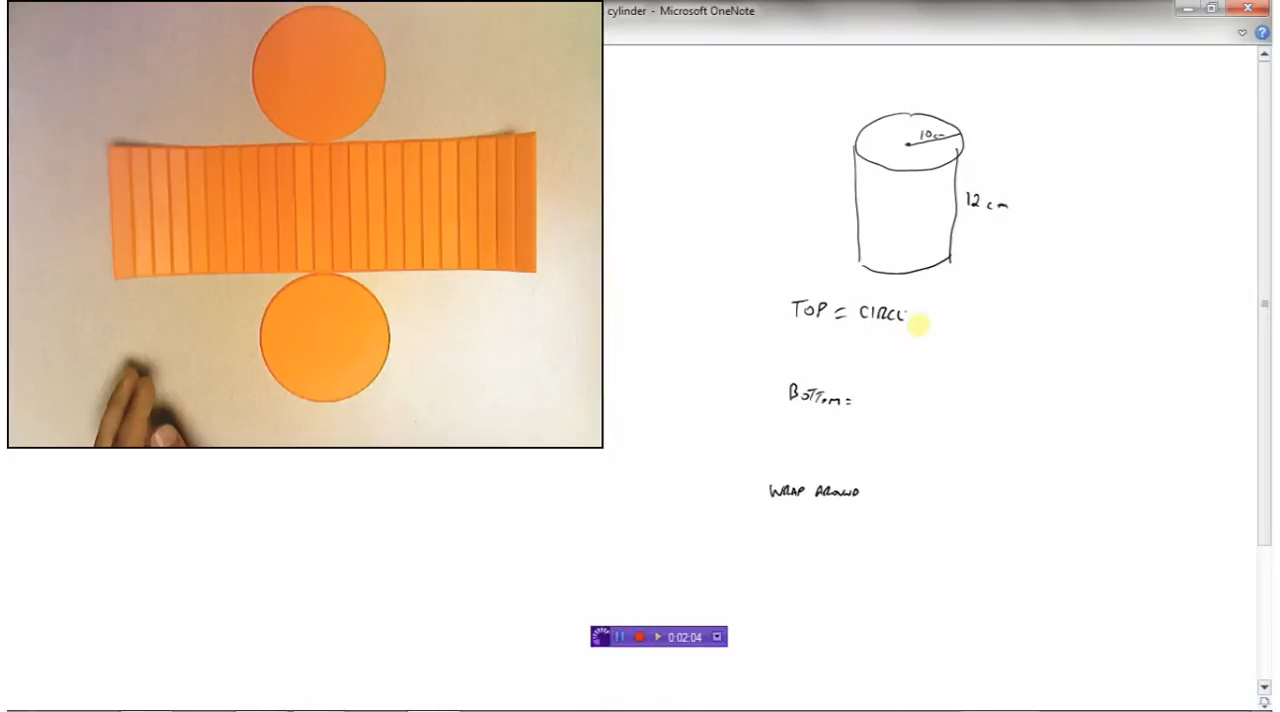 cylinder - Microsoft OneNote
10cm
12 cm
TOP = CIRCL
BOTTOM =
WRAP AROUND
0:02:04